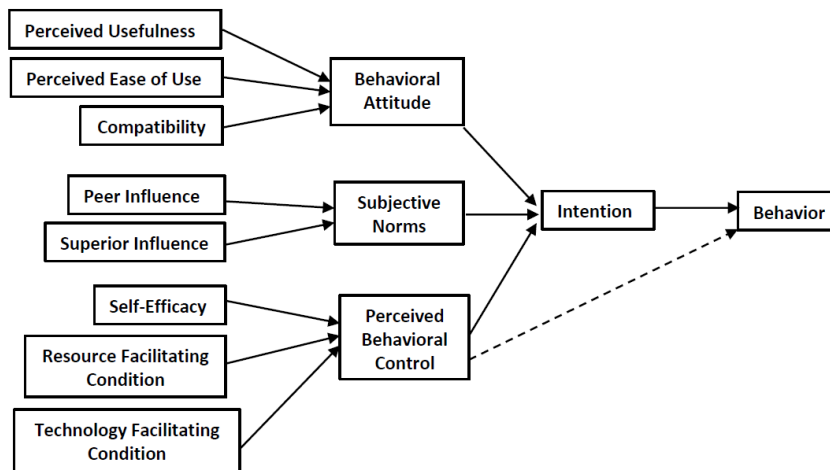 Perceived Usefulness
Perceived Ease of Use
Compatibility
Behavioral
Attitude
Peer Influence
Superior Influence
Subjective
Norms
Intention
Behavior
Self-Efficacy
Resource Facilitating
Condition
Technology Facilitating
Condition
Perceived
Behavioral
Control